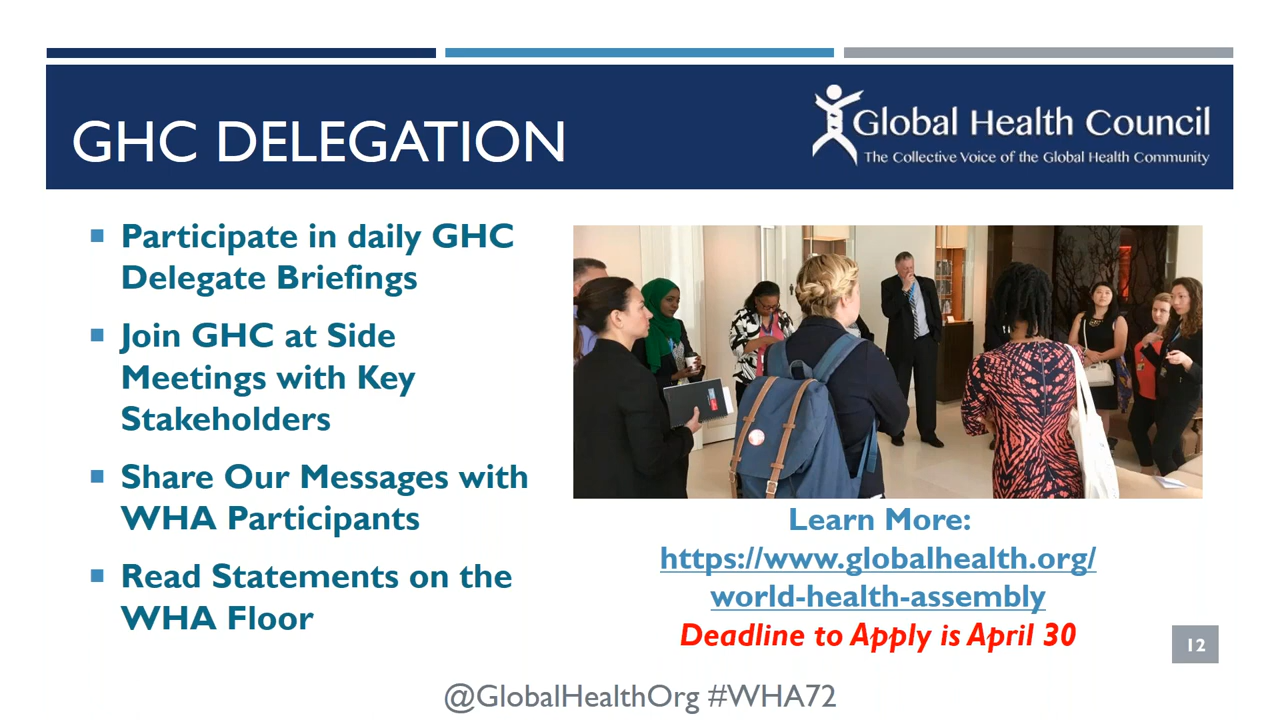 GHC DELEGATION
Global Health Council
The Collective Voice of the Global Health Community
Participate in daily GHC
Delegate Briefings
Join GHC at Side
Meetings with Key
Stakeholders
Share Our Messages with
WHA Participants
Read Statements on the
WHA Floor
Learn More:
https://www.globalhealth.org/
world-health-assembly
Deadline to Apply is April 30
12
@GlobalHealthOrg #WHA72